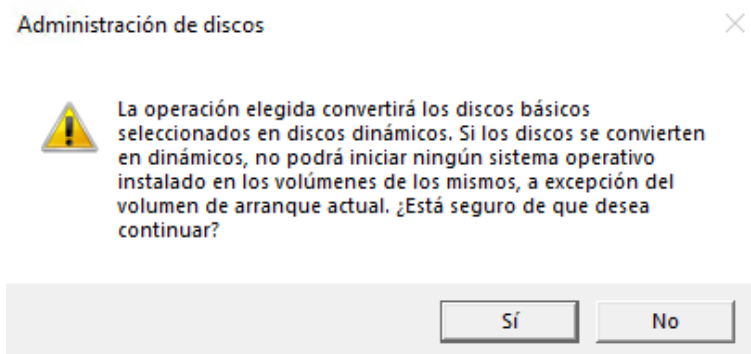 Administración de discos
La operación elegida convertirá los discos básicos
seleccionados en discos dinámicos. Si los discos se convierten
en dinámicos, no podrá iniciar ningún sistema operativo
instalado en los volúmenes de los mismos, a excepción del
volumen de arranque actual. ¿Está seguro de que desea
continuar?
Sí
No